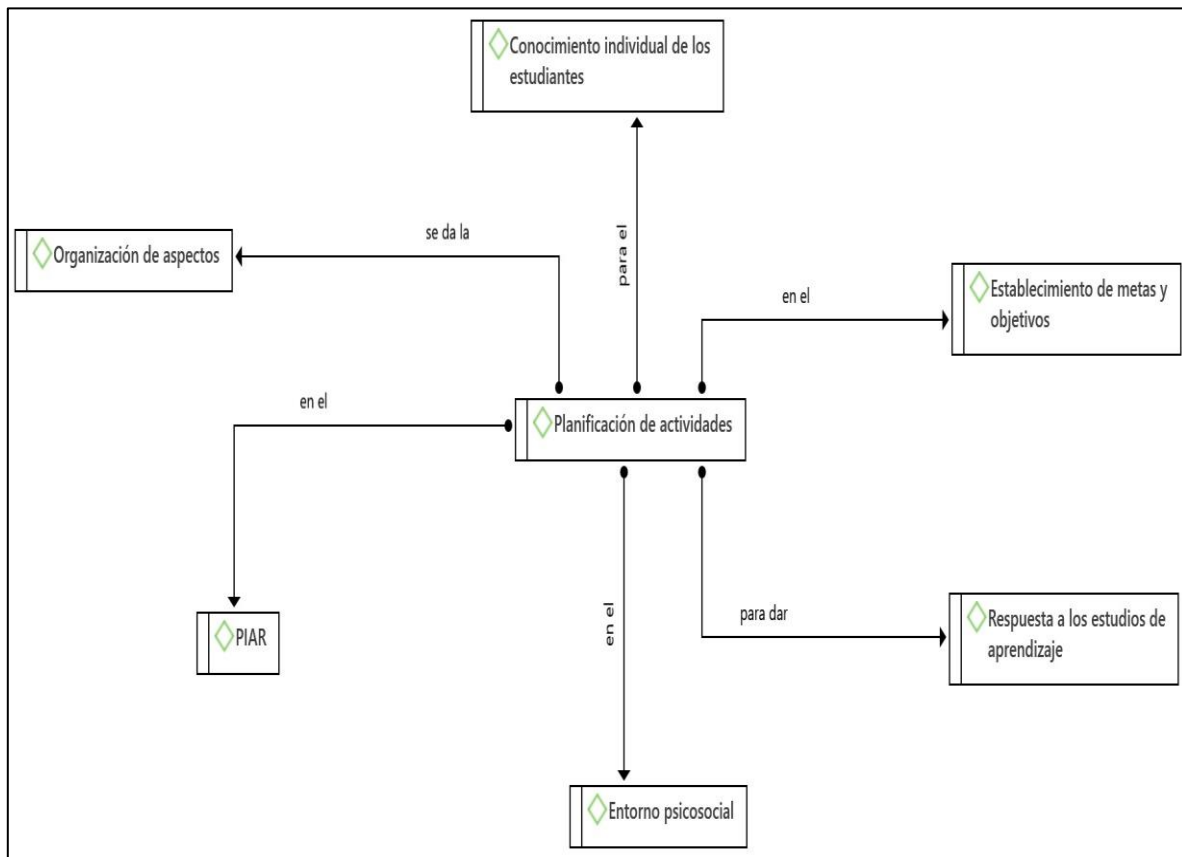 Conocimiento individual de los
estudiantes
se da la
para el
Organización de aspectos
en el
Establecimiento de metas y
objetivos
en el
Planificación de actividades
para dar
en el
Respuesta a los estudios de
aprendizaje
PIAR
Entorno psicosocial